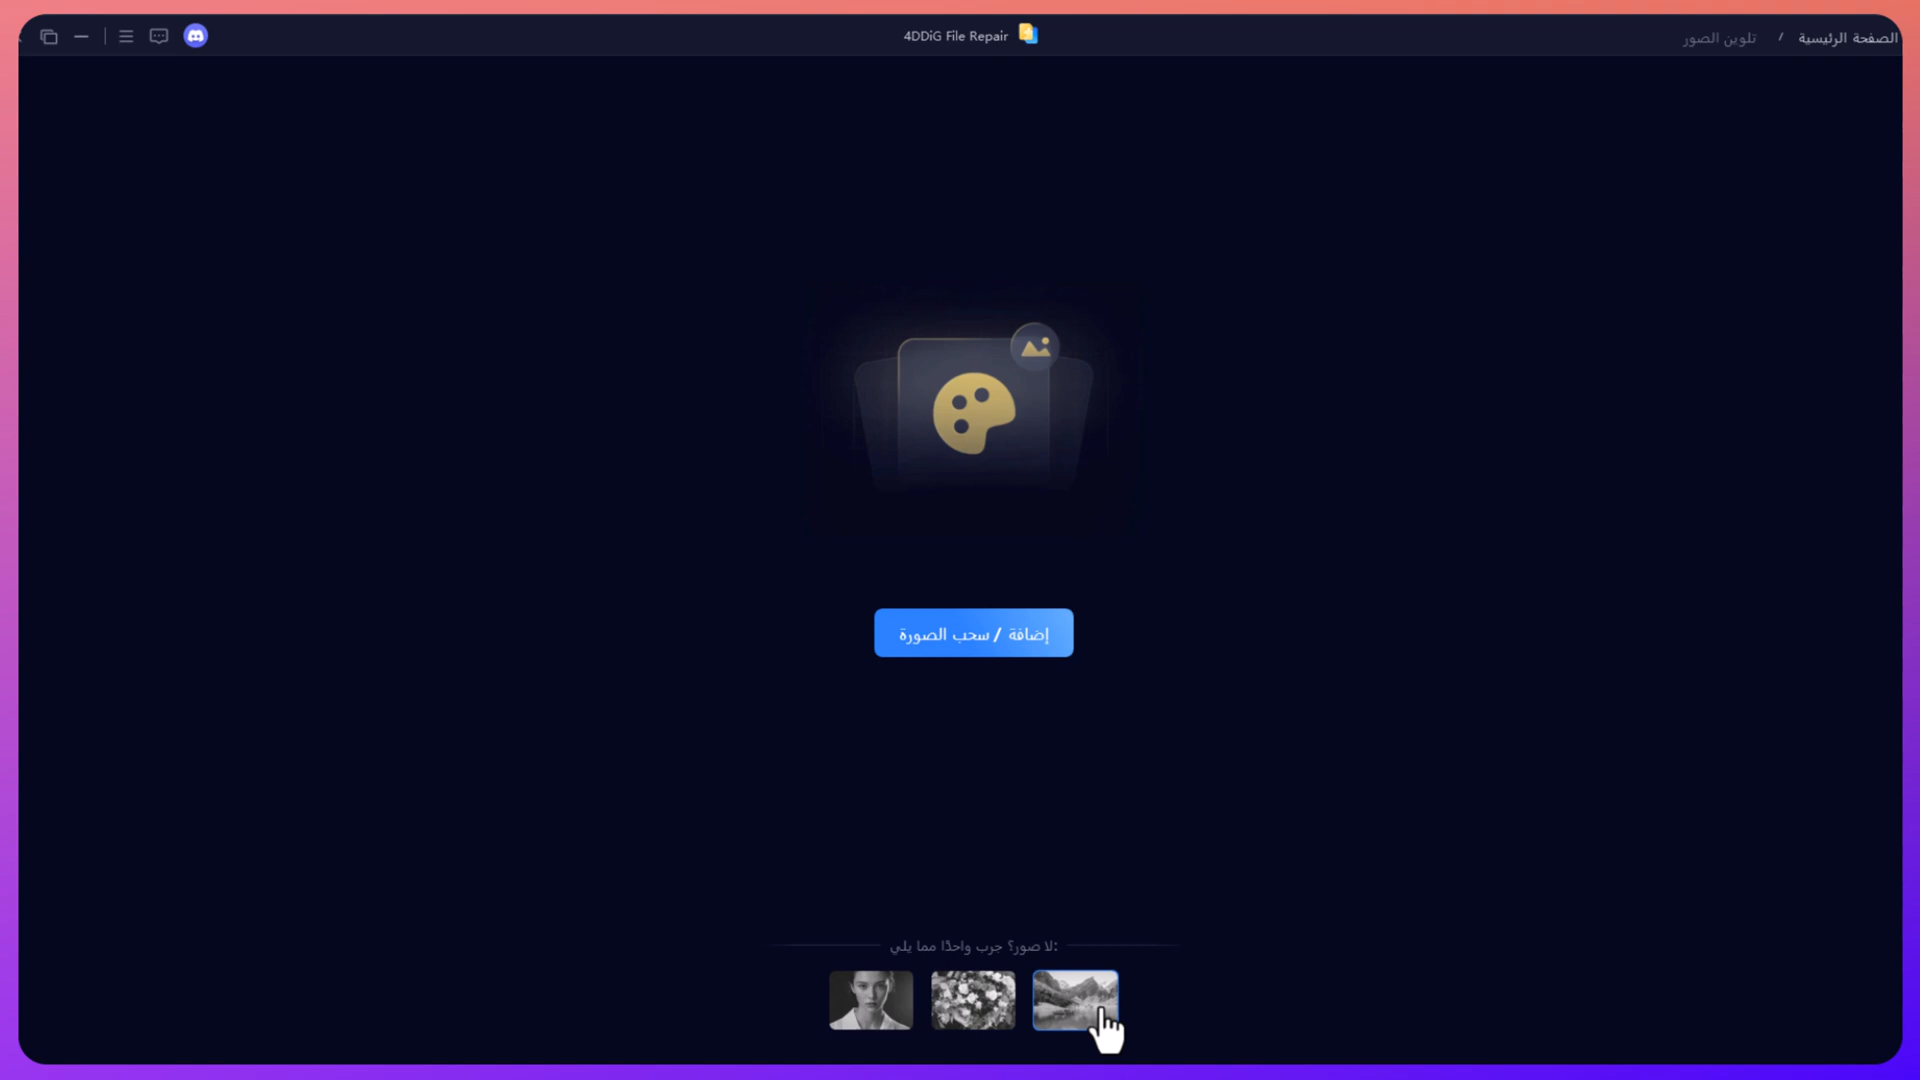 الصفحة الرئيسية / تلوين الصور
4DDiG File Repair
إضافة / سحب الصورة
لا صور؟ جرب واحدًا مما يلي: